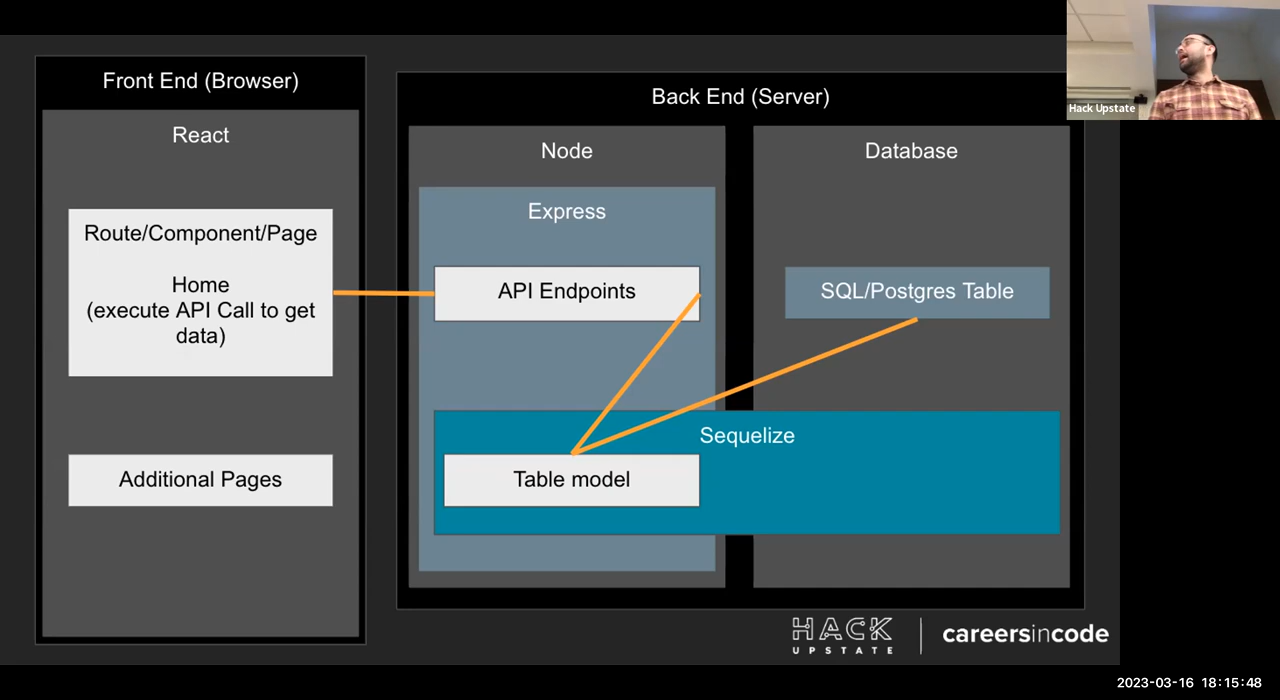 Front End (Browser)
React
Route/Component/Page
Home
(execute API Call to get
data)
Additional Pages
Back End (Server)
Node
Express
API Endpoints
Table model
Sequelize
Database
SQL/Postgres Table
Hack Upstate
HACK
UPSTATE
careersincode
2023-03-16 18:15:48